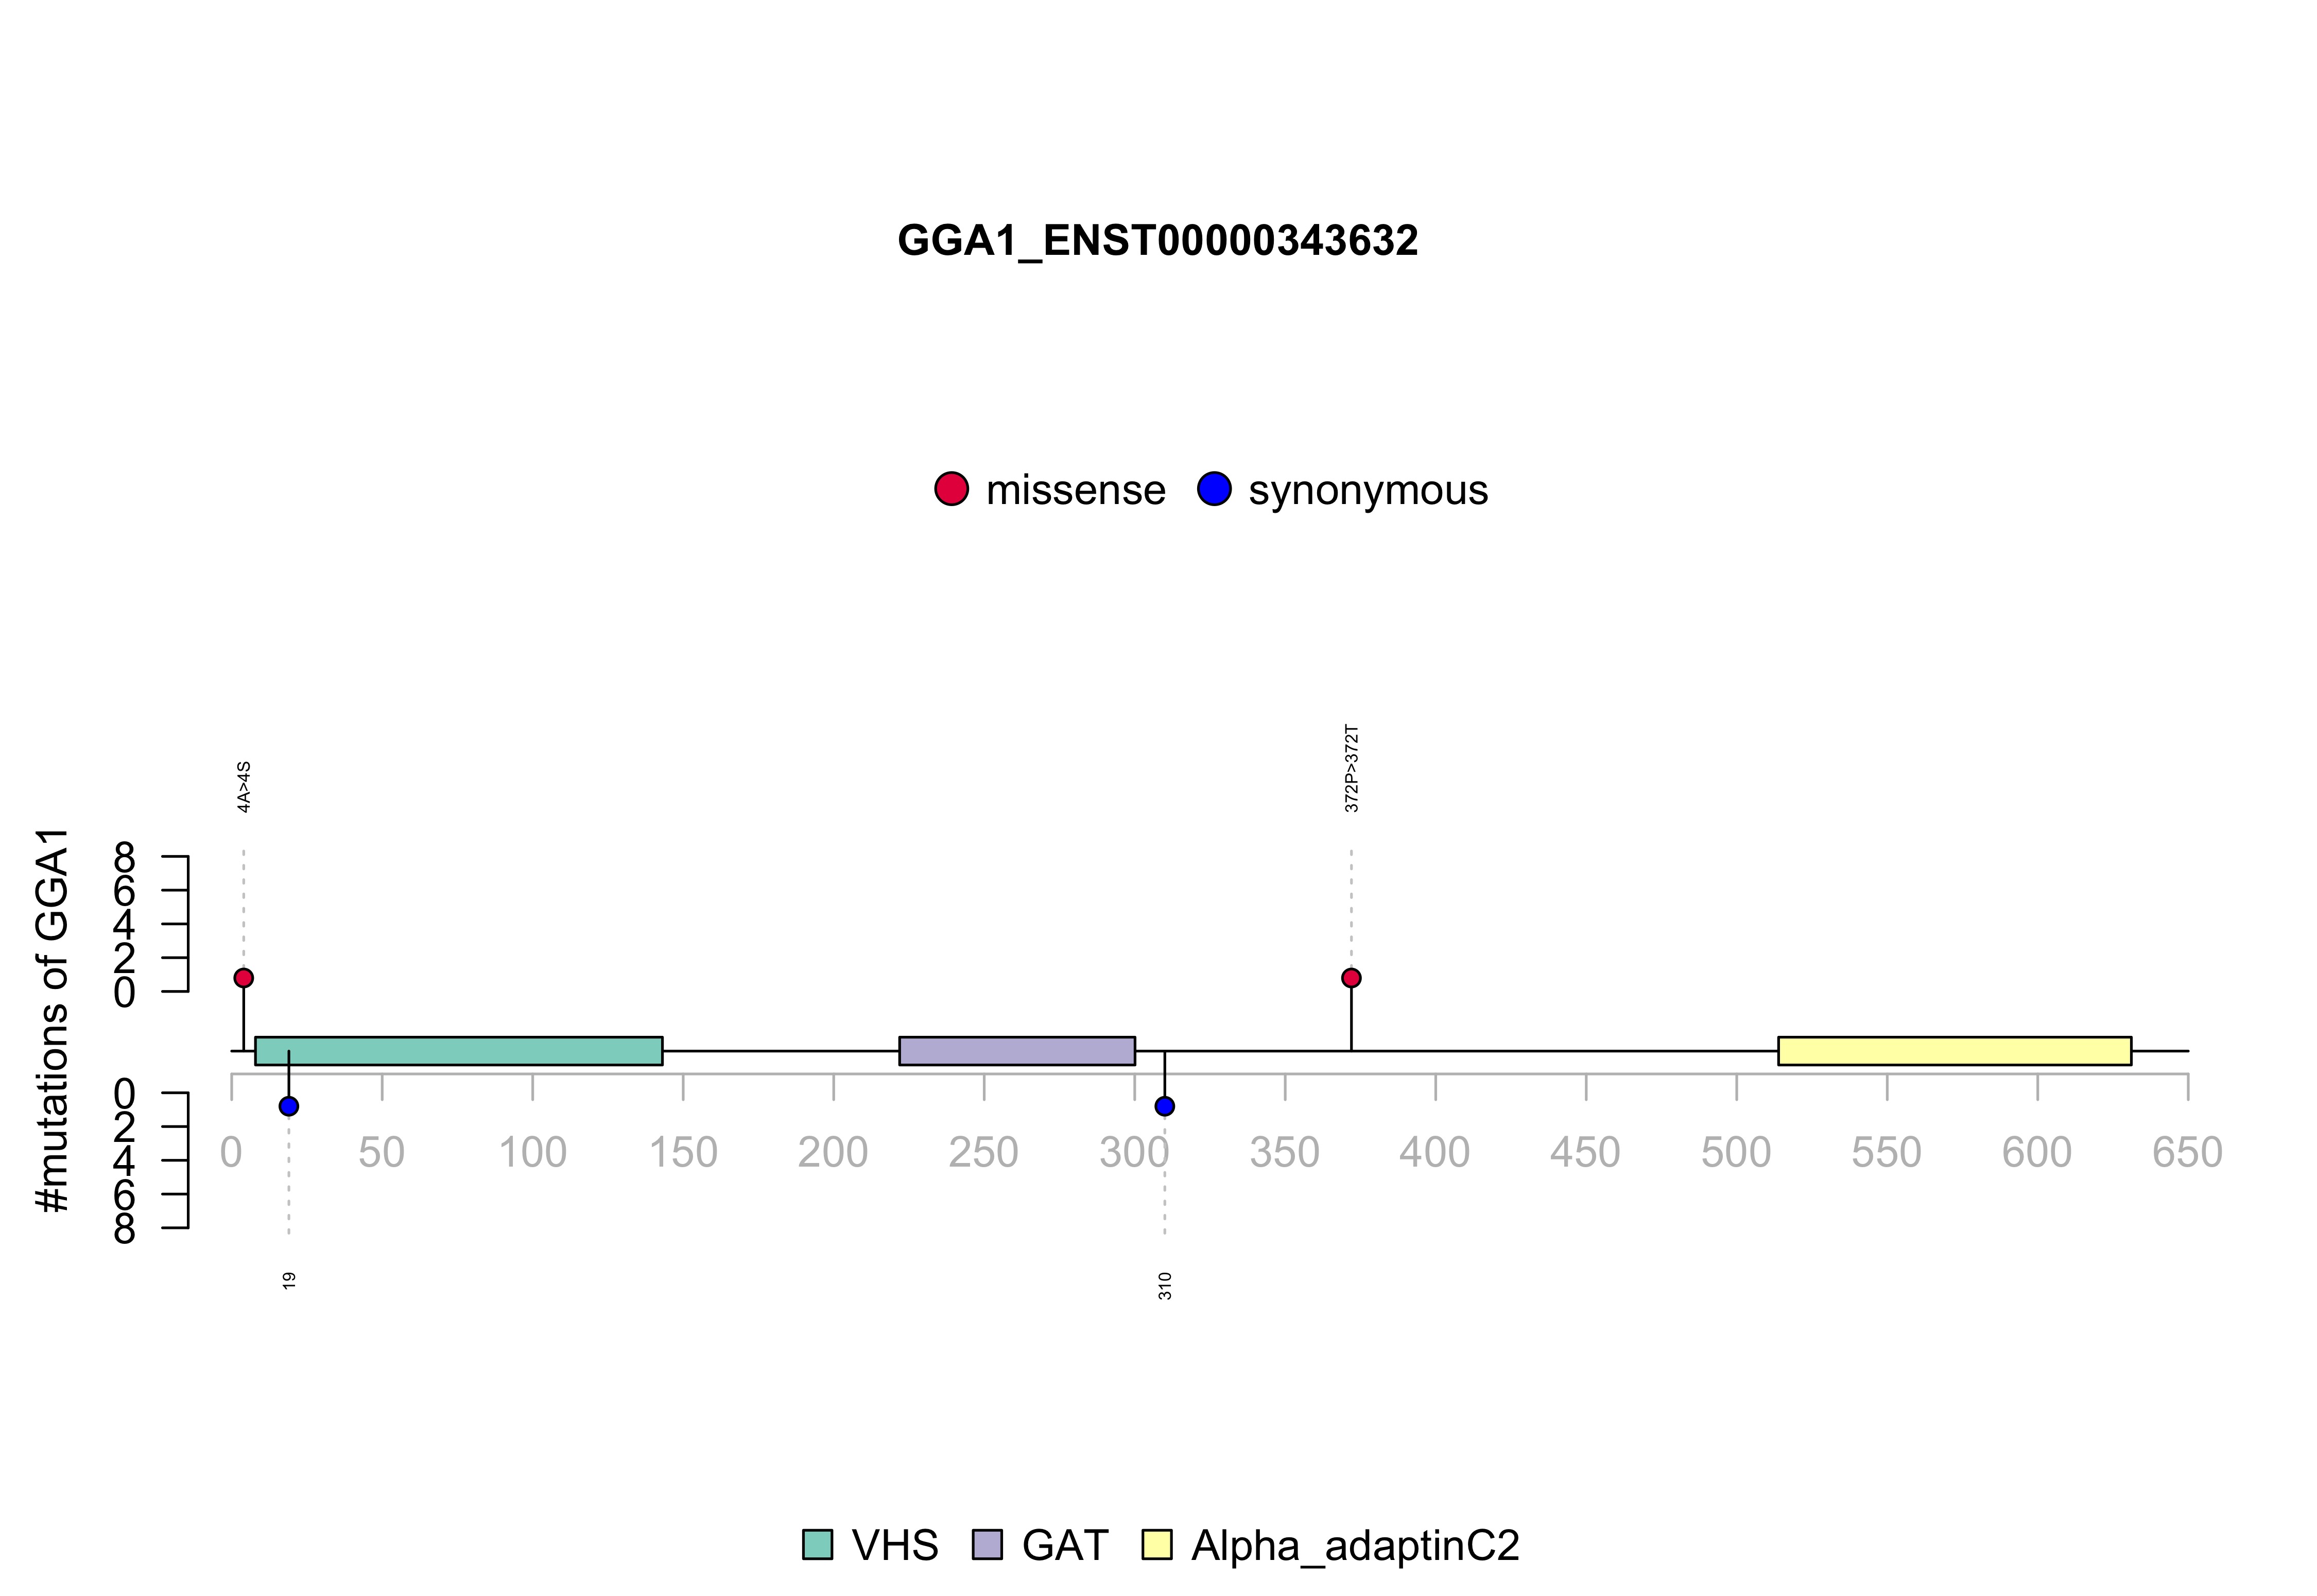 GGA1_ENST00000343632
missense synonymous
4A>4S 372P>372T
#mutations of GGA1
8
6
4
2
0
0
2
4
6
8
0 50 100 150 200 250 300 350 400 450 500 550 600 650
19 310
VHS GAT Alpha_adaptinC2